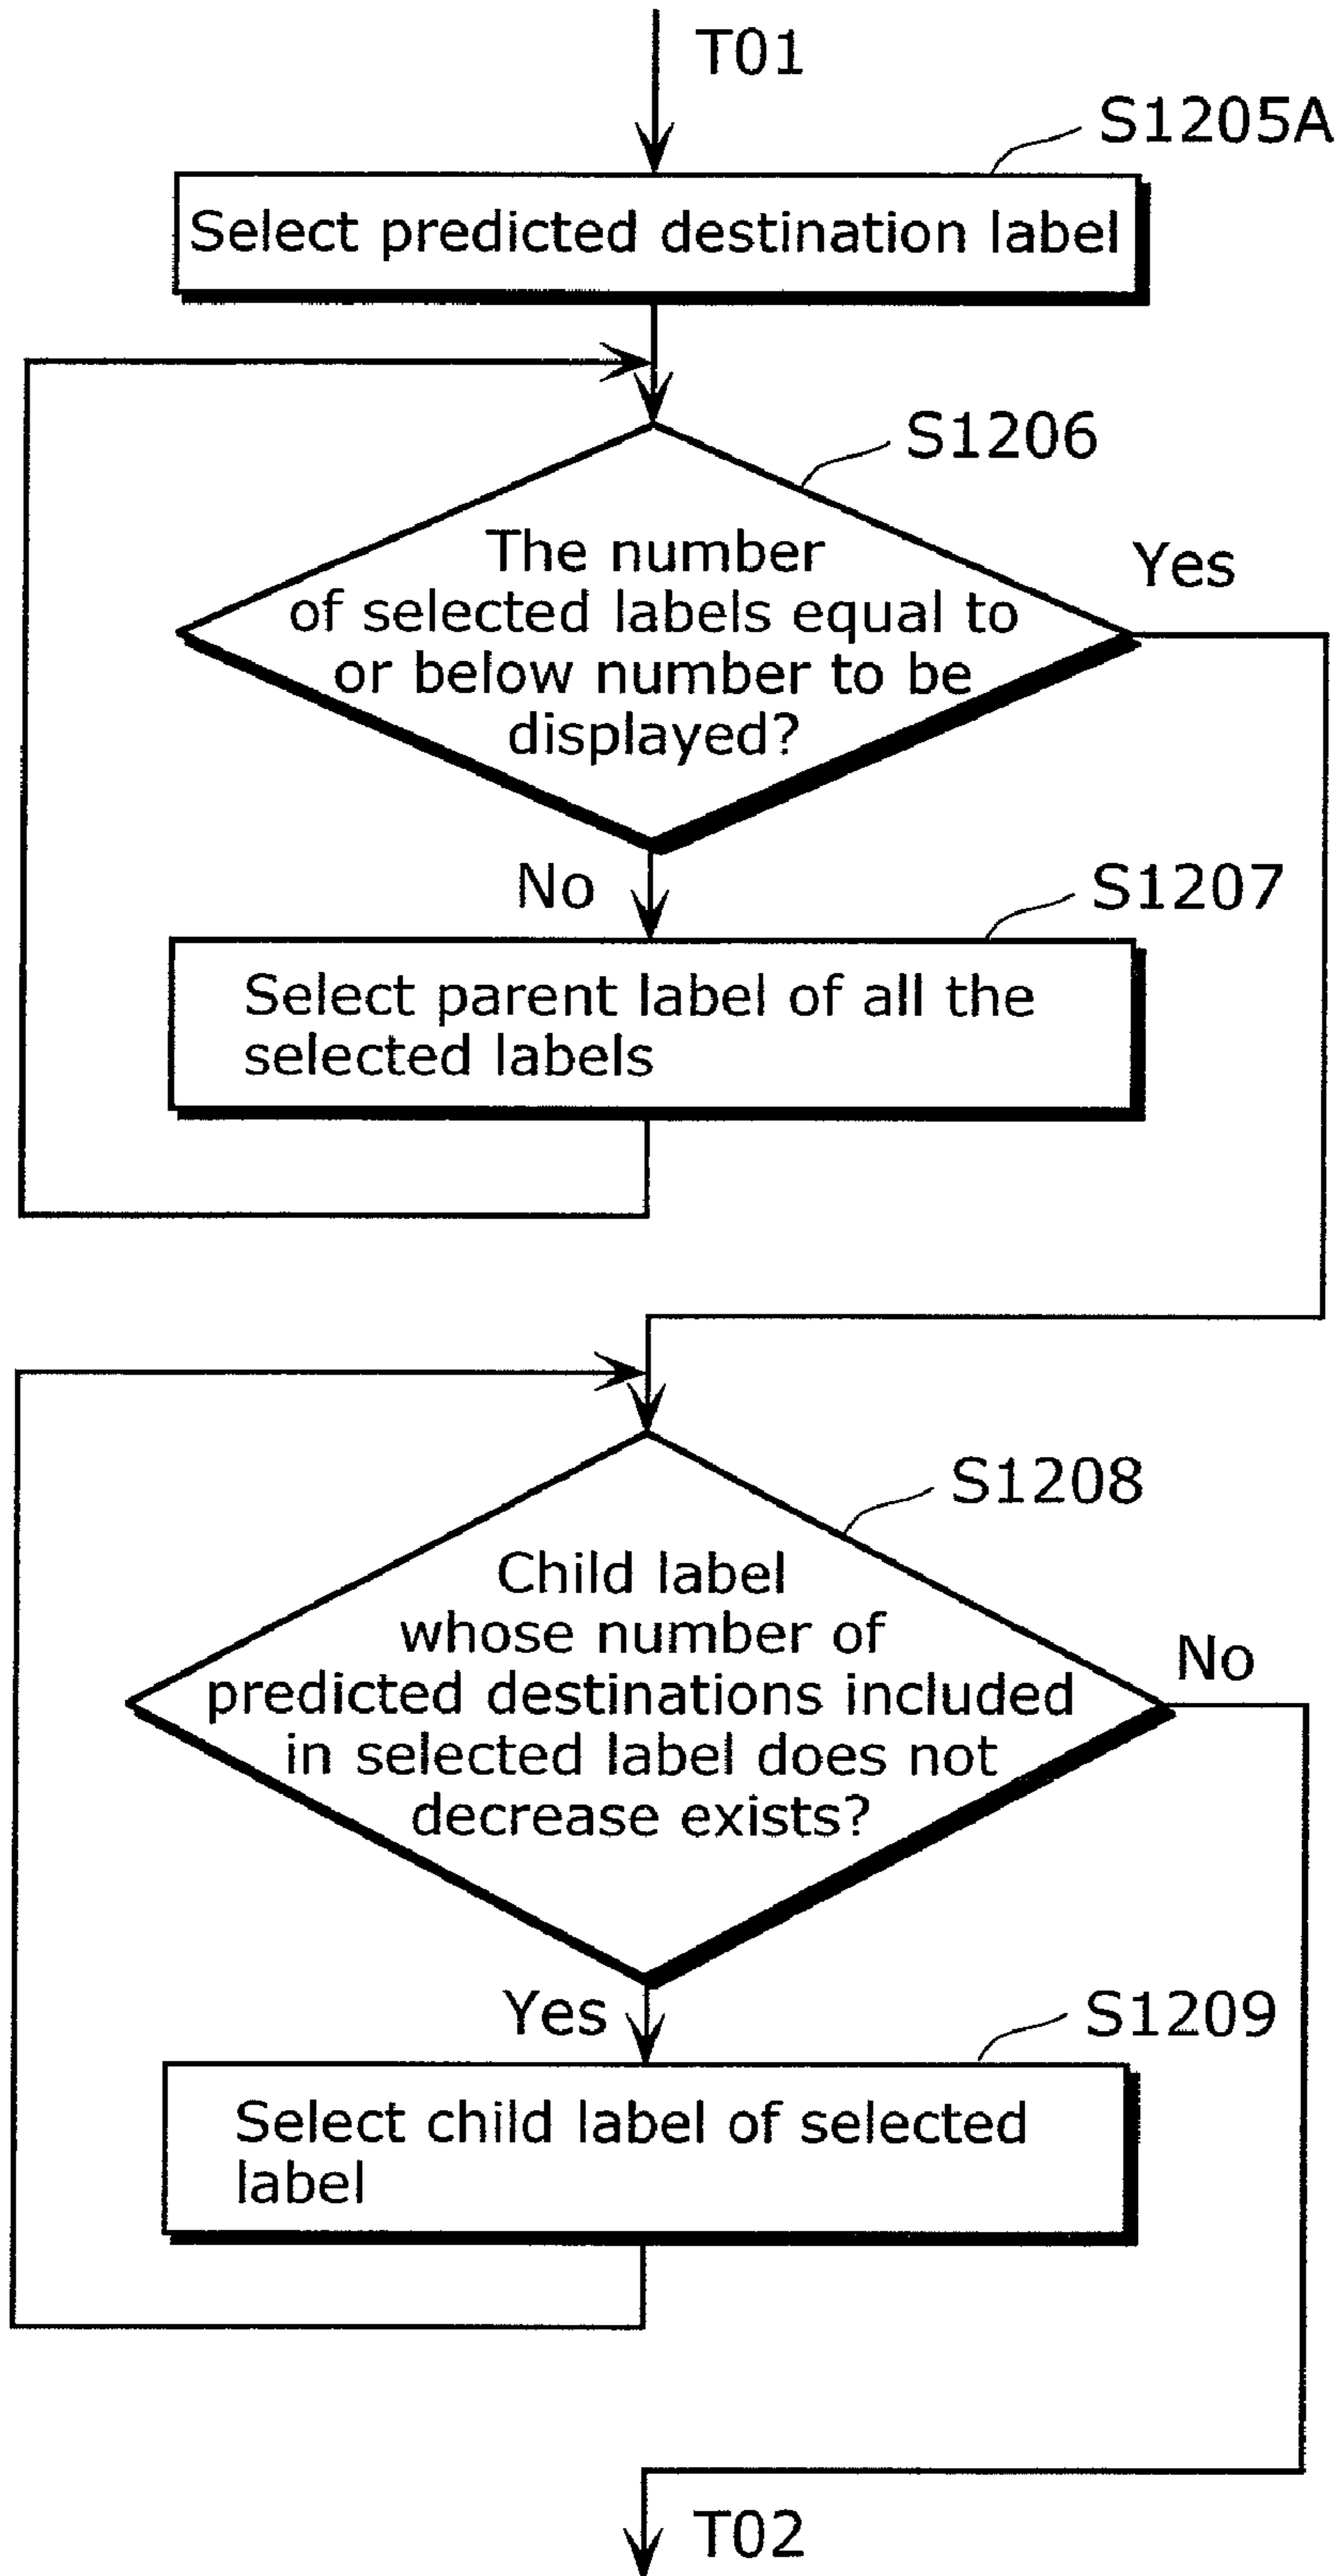 T01
S1205A
Select predicted destination label
S1206
The number
of selected labels equal to
or below number to be
displayed?
Yes
No
S1207
Select parent label of all the
selected labels
S1208
Child label
whose number of
predicted destinations included
in selected label does not
decrease exists?
No
Yes
S1209
Select child label of selected
label
T02